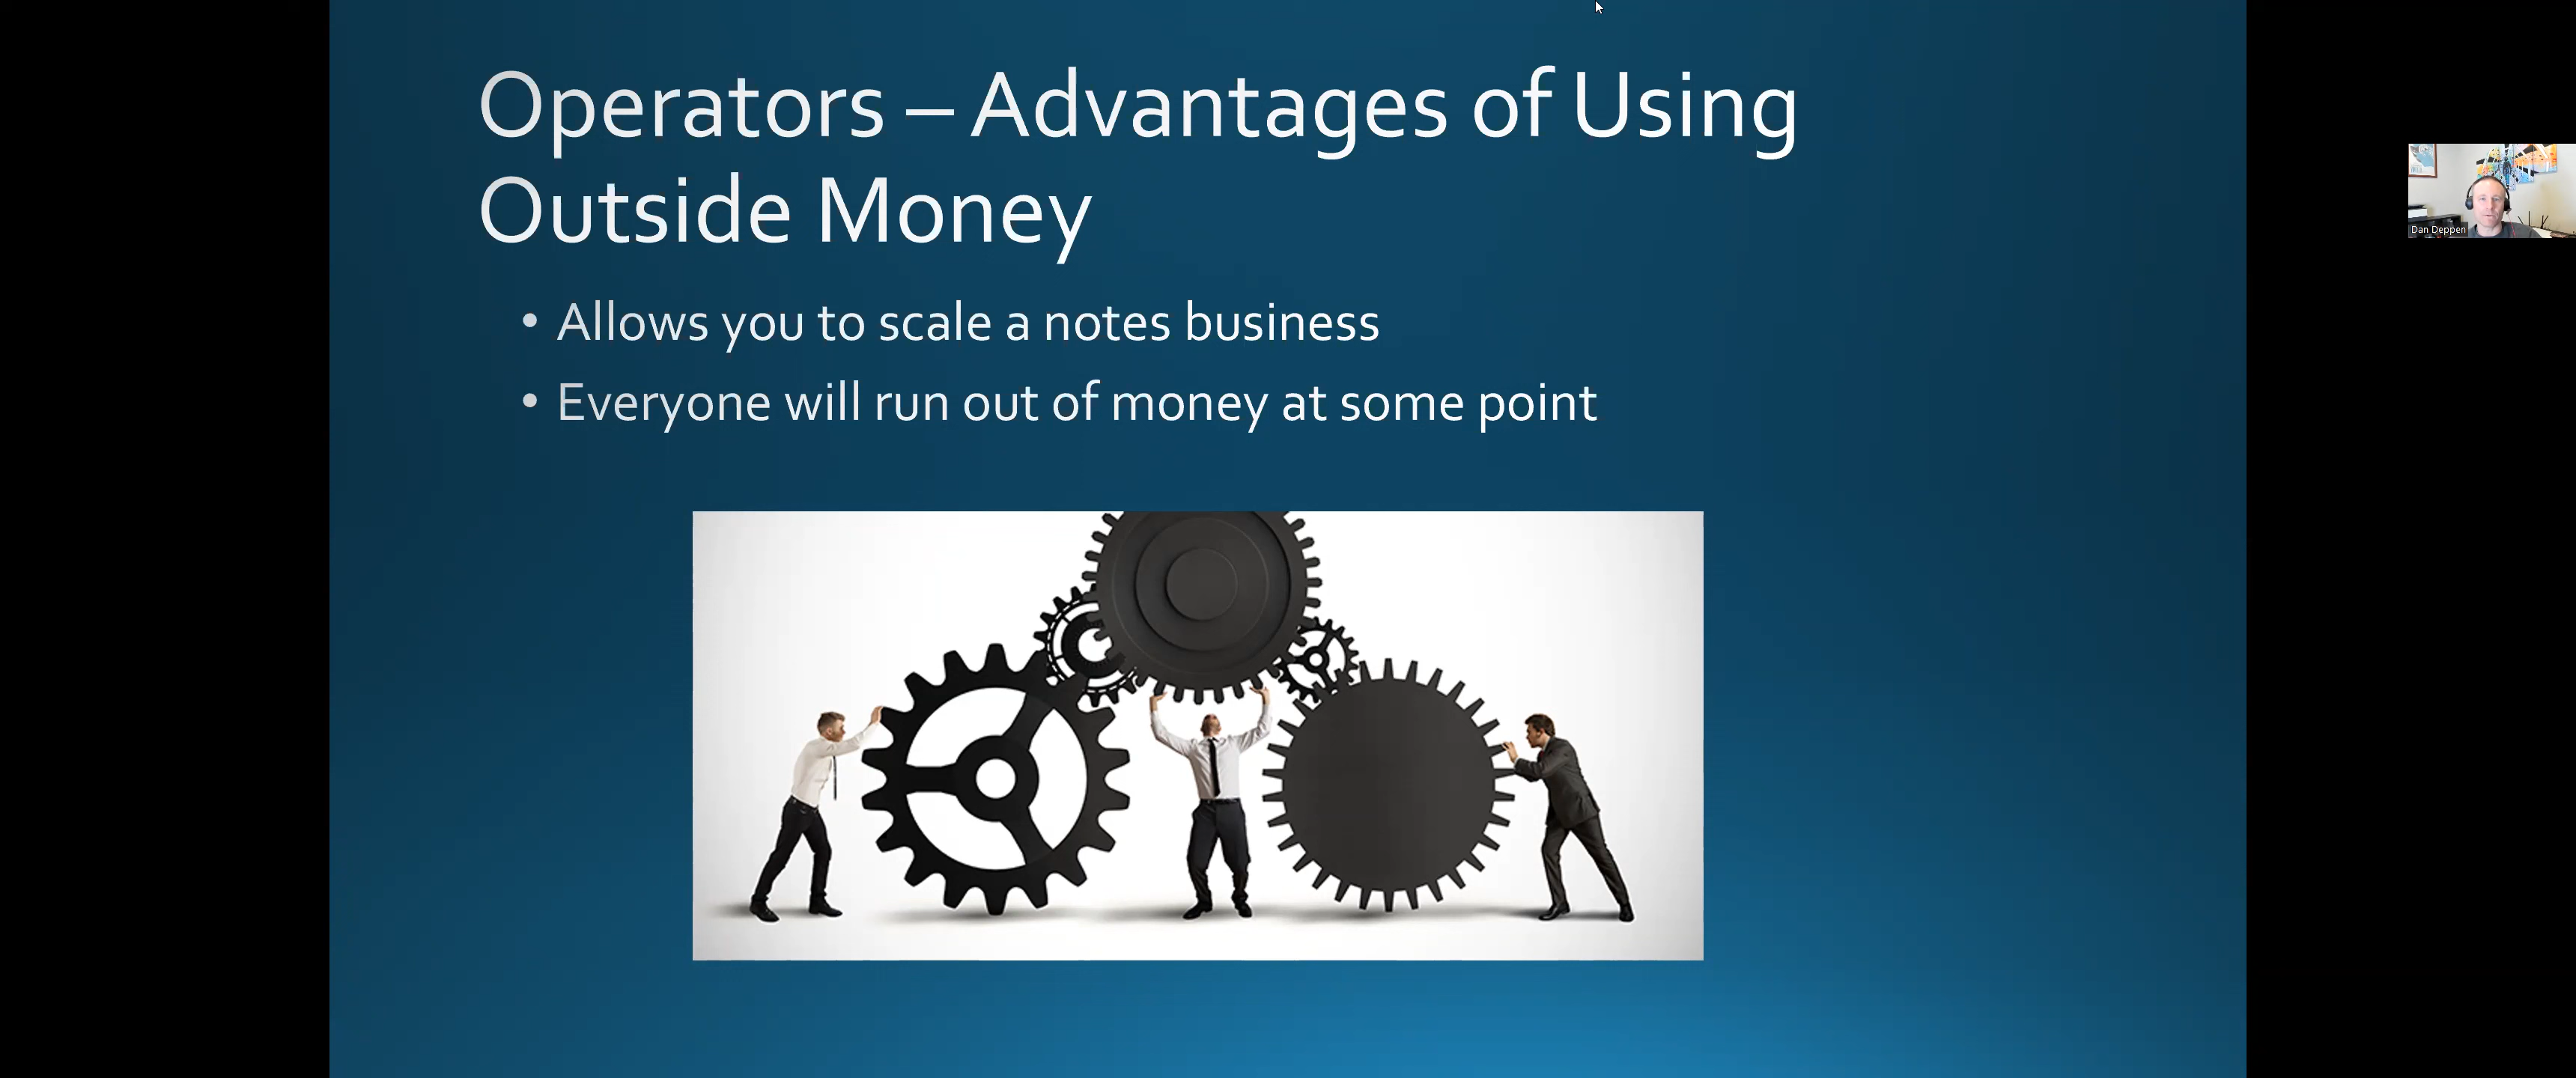 Operators – Advantages of Using
Outside Money
• Allows you to scale a notes business
• Everyone will run out of money at some point
Dan Deppen